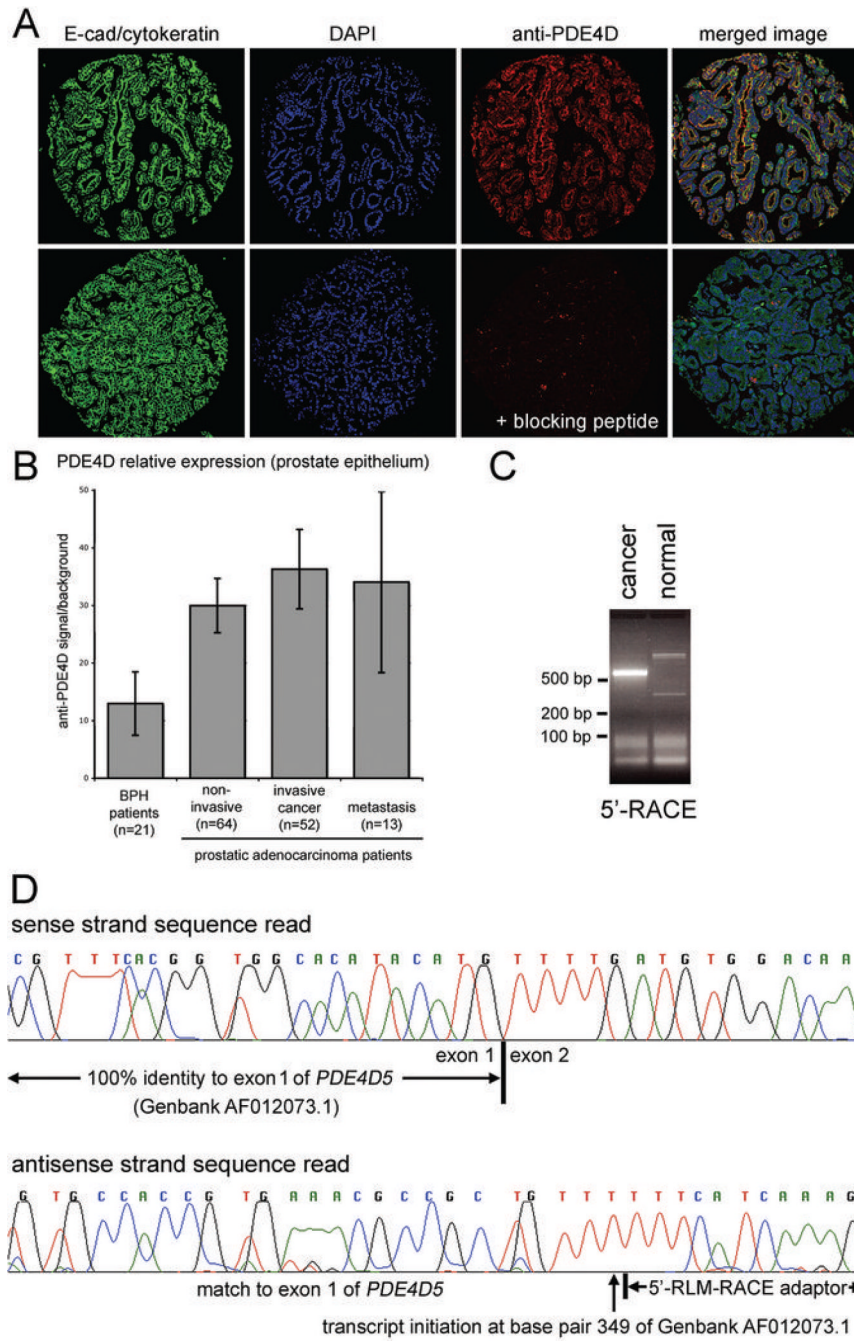 A
E-cad/cytokeratin DAPI anti-PDE4D merged image
+ blocking peptide
B
PDE4D relative expression (prostate epithelium)
anti-PDE4D signal/background
50
40
30
20
10
0
BPH patients (n=21)
non-invasive (n=64)
invasive cancer (n=52)
metastasis (n=13)
prostatic adenocarcinoma patients
C
cancer normal
500 bp
200 bp
100 bp
5'-RACE
D
sense strand sequence read
C G T T T C A C G G T G G C A C A T A C A T G T T T T G A T G T G G A C A A
exon 1 exon 2
100% identity to exon 1 of PDE4D5
(Genbank AF012073.1)
antisense strand sequence read
G T G C C A C C G T G A A A C G C C G C T G T T T T T T C A T C A A A G
match to exon 1 of PDE4D5
5'-RLM-RACE adaptor
transcript initiation at base pair 349 of Genbank AF012073.1